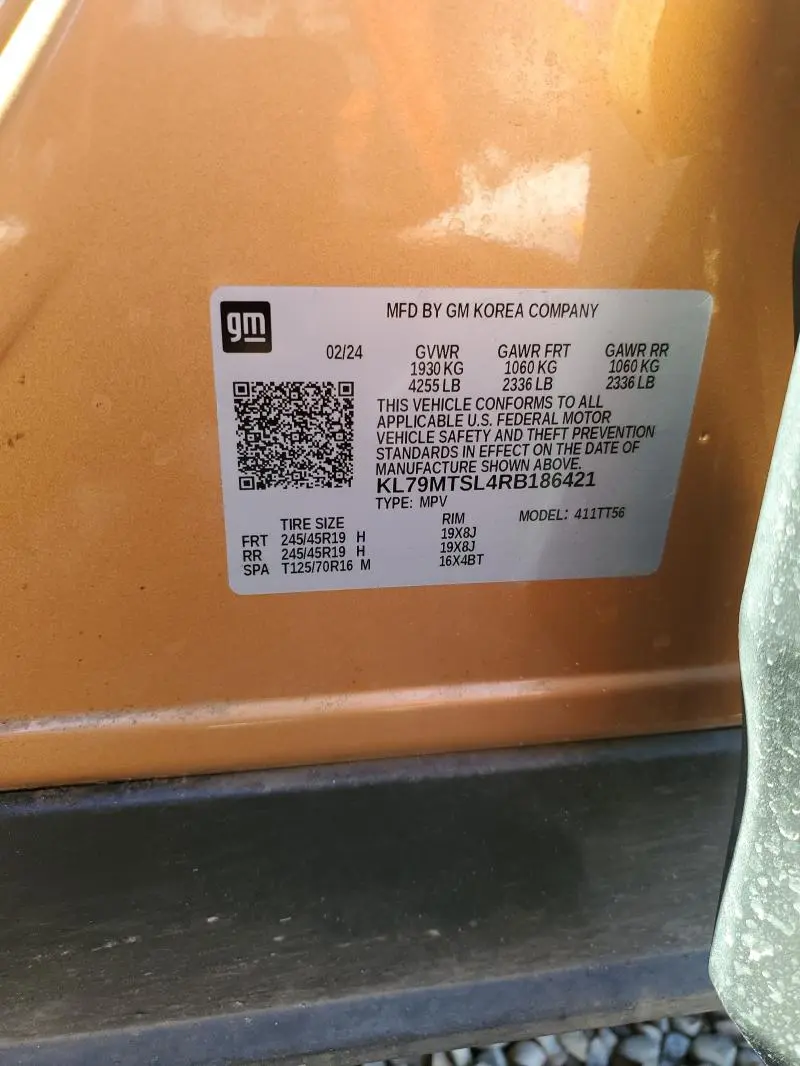 gm
MFD BY GM KOREA COMPANY
02/24 GVWR GAWR FRT GAWR RR
1930 KG 1060 KG 1060 KG
4255 LB 2336 LB 2336 LB
THIS VEHICLE CONFORMS TO ALL
APPLICABLE U.S. FEDERAL MOTOR
VEHICLE SAFETY AND THEFT PREVENTION
STANDARDS IN EFFECT ON THE DATE OF
MANUFACTURE SHOWN ABOVE.
KL79MTSL4RB186421
TYPE: MPV
MODEL: 411TT56
TIRE SIZE RIM
FRT 245/45R19 H 19X8J
RR 245/45R19 H 19X8J
SPA T125/70R16 M 16X4BT